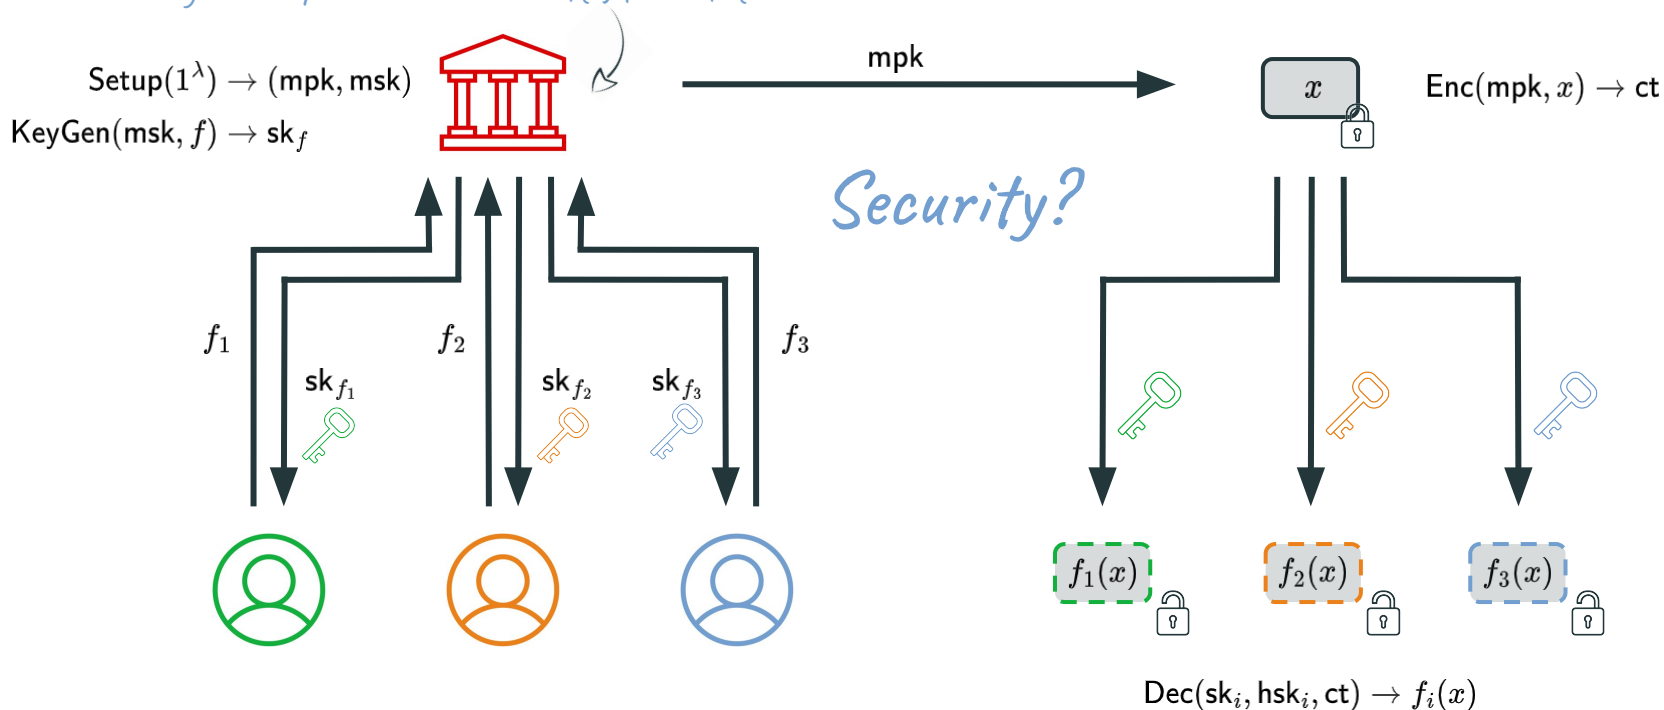 mpk
Setup(1^λ) → (mpk, msk)
x
Enc(mpk, x) → ct
KeyGen(msk, f) → sk_f
Security?
f_1
f_2
f_3
sk_{f_1}
sk_{f_2}
sk_{f_3}
f_1(x)
f_2(x)
f_3(x)
Dec(sk_i, hsk_i, ct) → f_i(x)